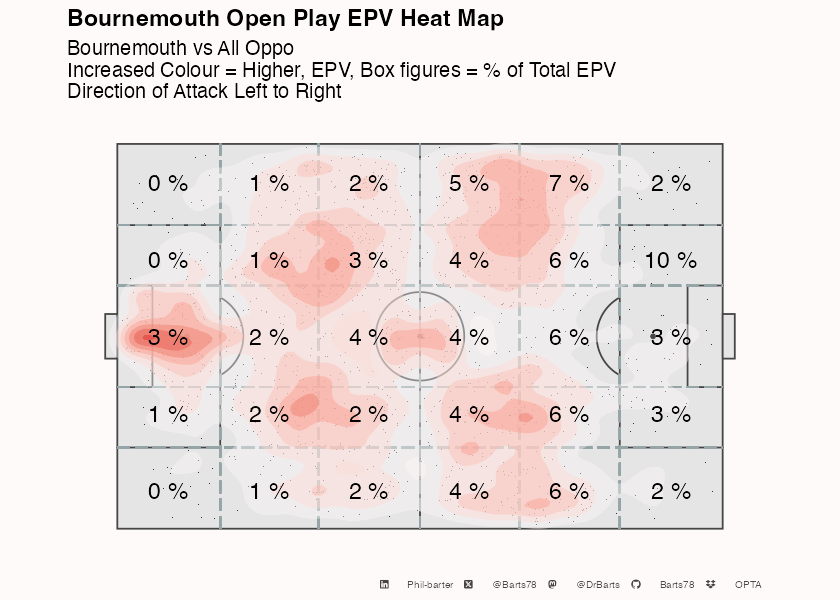 Bournemouth Open Play EPV Heat Map
Bournemouth vs All Oppo
Increased Colour = Higher, EPV, Box figures = % of Total EPV
Direction of Attack Left to Right
0 % 1 % 2 % 5 % 7 % 2 %
0 % 1 % 3 % 4 % 6 % 10 %
3 % 2 % 4 % 4 % 6 % 8 %
1 % 2 % 2 % 4 % 6 % 3 %
0 % 1 % 2 % 4 % 6 % 2 %
Phil-barter @Barts78 @DrBarts Barts78 OPTA